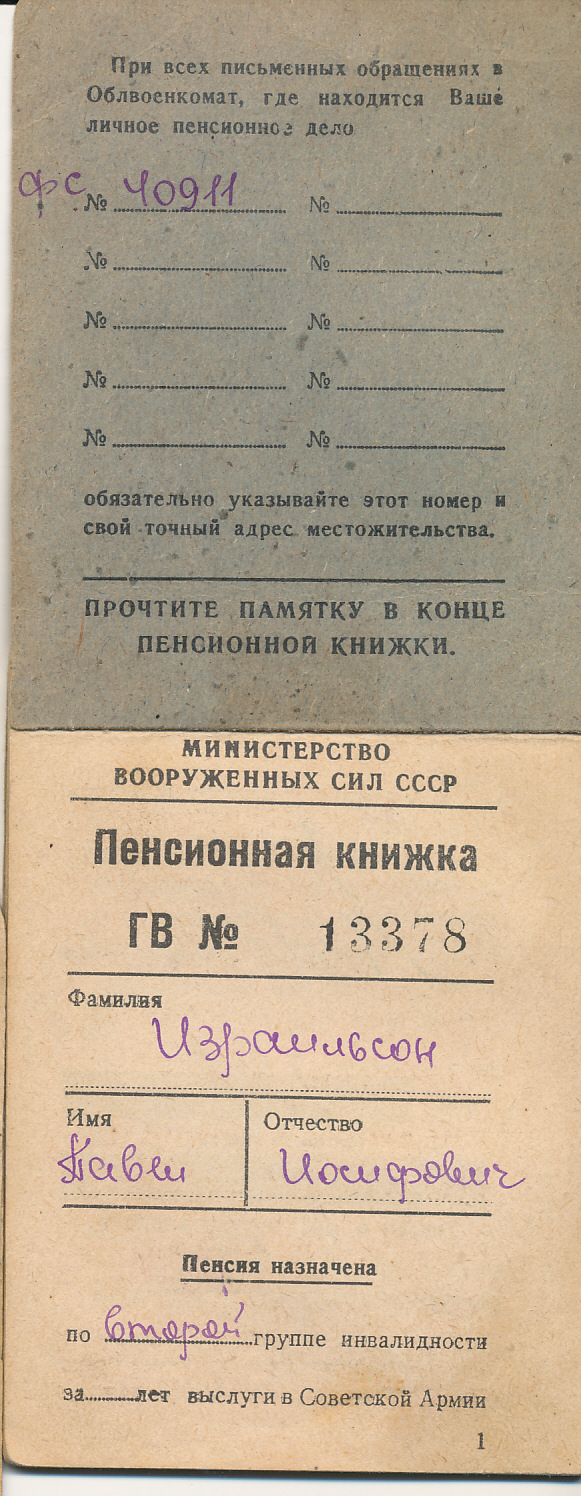 При всех письменных обращениях в
Облвоенкомат, где находится Ваше
личное пенсионное дело
ФС № 40911 №
№ №
№ №
№ №
№ №
обязательно указывайте этот номер и
свой точный адрес местожительства.
ПРОЧТИТЕ ПАМЯТКУ В КОНЦЕ
ПЕНСИОННОЙ КНИЖКИ.
МИНИСТЕРСТВО
ВООРУЖЕННЫХ СИЛ СССР
Пенсионная книжка
ГВ № 13378
Фамилия
Израильсон
Имя Отчество
Павел Иосифович
Пенсия назначена
по второй группе инвалидности
за лет выслуги в Советской Армии
1